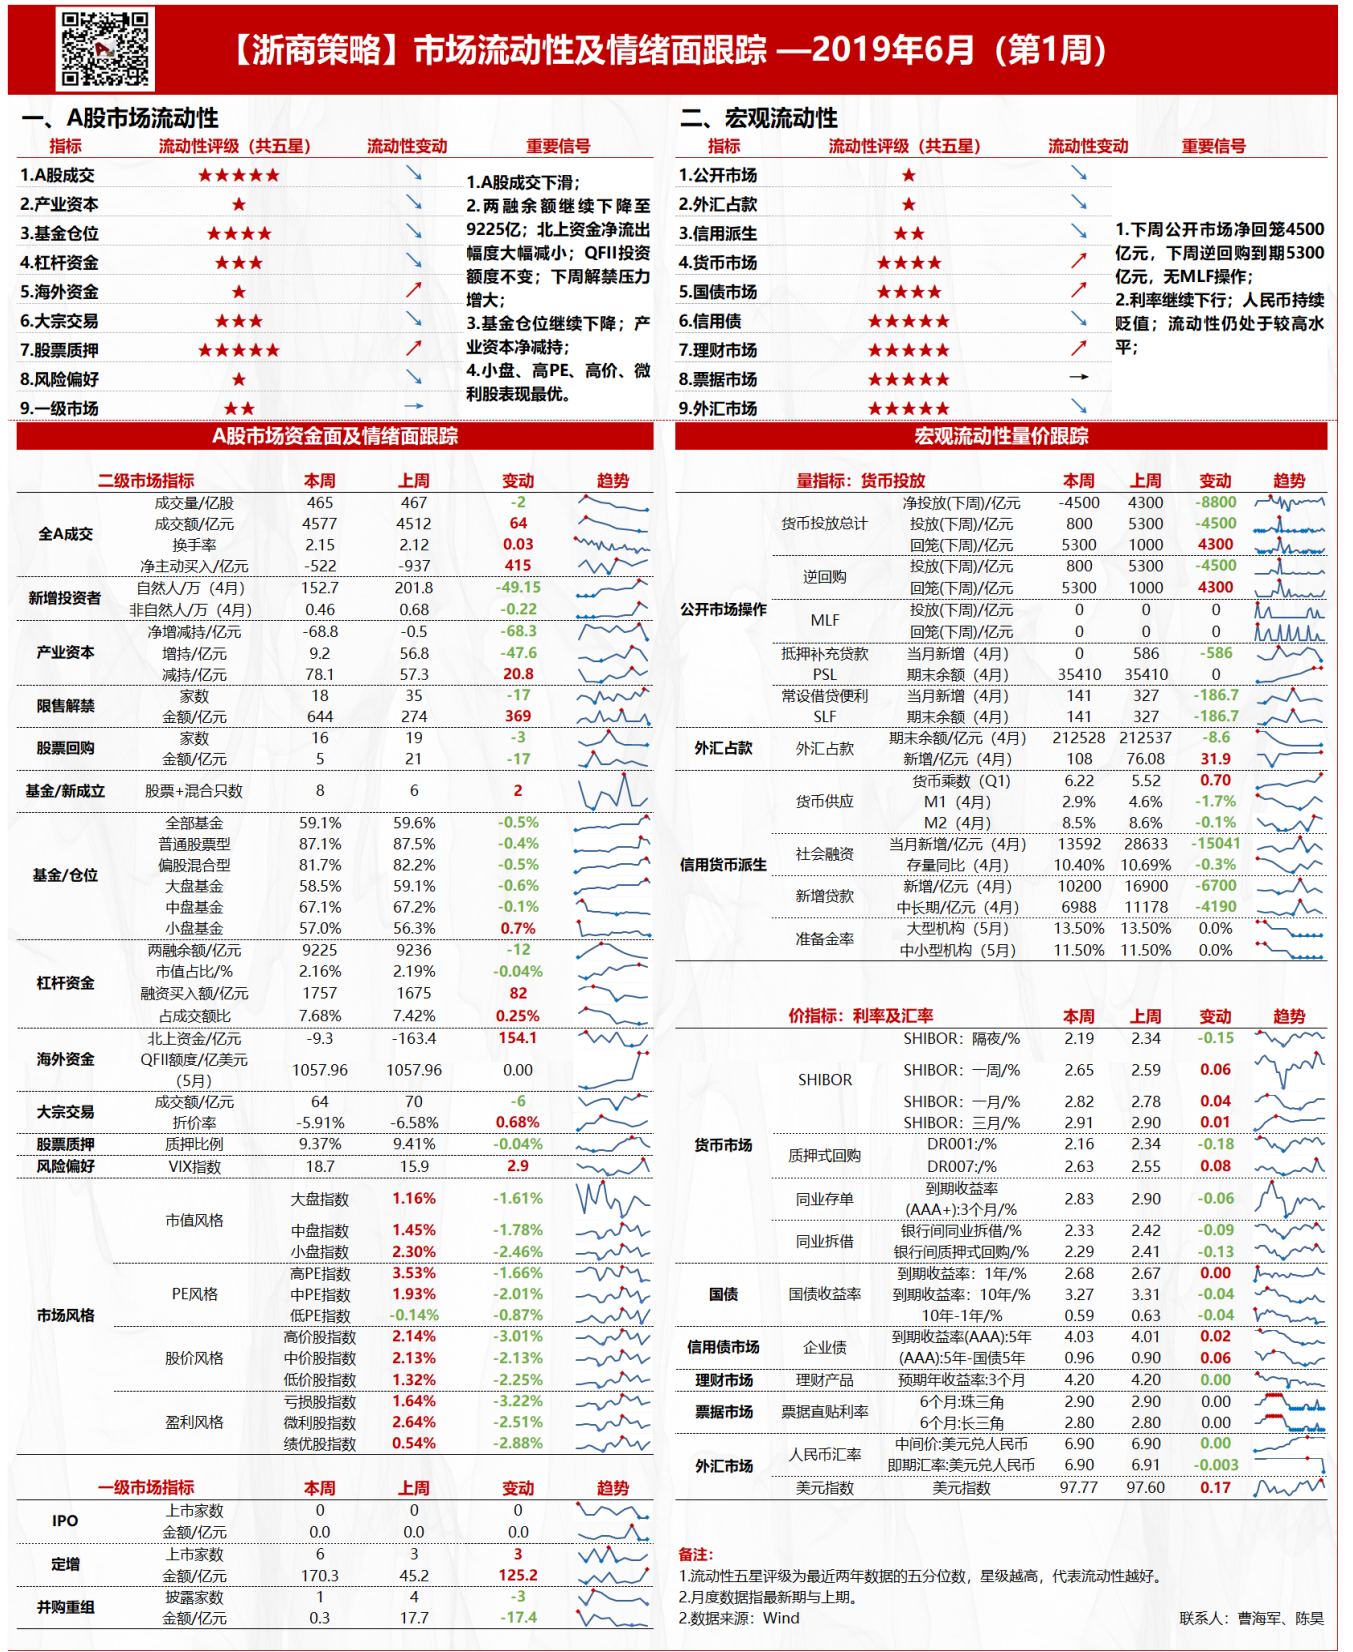 【浙商策略】市场流动性及情绪面跟踪 —2019年6月（第1周）
一、A股市场流动性
指标 流动性评级（共五星） 流动性变动 重要信号
1.A股成交 ★★★★★ ↘
2.产业资本 ★ ↘
3.基金仓位 ★★★★ ↘
4.杠杆资金 ★★★ ↘
5.海外资金 ★ ↗
6.大宗交易 ★★★ ↘
7.股票质押 ★★★★★ ↗
8.风险偏好 ★ ↘
9.一级市场 ★★ →
1.A股成交下滑；
2.两融余额继续下降至
9225亿；北上资金净流出
幅度大幅减小；QFII投资
额度不变；下周解禁压力
增大；
3.基金仓位继续下降；产
业资本净减持；
4.小盘、高PE、高价、微
利股表现最优。
二、宏观流动性
指标 流动性评级（共五星） 流动性变动 重要信号
1.公开市场 ★ ↘
2.外汇占款 ★ ↘
3.信用派生 ★★ ↘
4.货币市场 ★★★★ ↗
5.国债市场 ★★★★ ↗
6.信用债 ★★★★★ ↘
7.理财市场 ★★★★★ ↗
8.票据市场 ★★★★★ →
9.外汇市场 ★★★★★ ↘
1.下周公开市场净回笼4500
亿元，下周逆回购到期5300
亿元，无MLF操作；
2.利率继续下行；人民币持续
贬值；流动性仍处于较高水
平；
A股市场资金面及情绪面跟踪
二级市场指标 本周 上周 变动 趋势
全A成交
成交量/亿股 465 467 -2
成交额/亿元 4577 4512 64
换手率 2.15 2.12 0.03
净主动买入/亿元 -522 -937 415
新增投资者
自然人/万（4月） 152.7 201.8 -49.15
非自然人/万（4月） 0.46 0.68 -0.22
产业资本
净增减持/亿元 -68.8 -0.5 -68.3
增持/亿元 9.2 56.8 -47.6
减持/亿元 78.1 57.3 20.8
限售解禁
家数 18 35 -17
金额/亿元 644 274 369
股票回购
家数 16 19 -3
金额/亿元 5 21 -17
基金/新成立 股票+混合只数 8 6 2
基金/仓位
全部基金 59.1% 59.6% -0.5%
普通股票型 87.1% 87.5% -0.4%
偏股混合型 81.7% 82.2% -0.5%
大盘基金 58.5% 59.1% -0.6%
中盘基金 67.1% 67.2% -0.1%
小盘基金 57.0% 56.3% 0.7%
杠杆资金
两融余额/亿元 9225 9236 -12
市值占比/% 2.16% 2.19% -0.04%
融资买入额/亿元 1757 1675 82
占成交额比 7.68% 7.42% 0.25%
海外资金
北上资金/亿元 -9.3 -163.4 154.1
QFII额度/亿美元
（5月） 1057.96 1057.96 0.00
大宗交易
成交额/亿元 64 70 -6
折价率 -5.91% -6.58% 0.68%
股票质押 质押比例 9.37% 9.41% -0.04%
风险偏好 VIX指数 18.7 15.9 2.9
市场风格
市值风格
大盘指数 1.16% -1.61%
中盘指数 1.45% -1.78%
小盘指数 2.30% -2.46%
PE风格
高PE指数 3.53% -1.66%
中PE指数 1.93% -2.01%
低PE指数 -0.14% -0.87%
股价风格
高价股指数 2.14% -3.01%
中价股指数 2.13% -2.13%
低价股指数 1.32% -2.25%
盈利风格
亏损股指数 1.64% -3.22%
微利股指数 2.64% -2.51%
绩优股指数 0.54% -2.88%
一级市场指标 本周 上周 变动 趋势
IPO
上市家数 0 0 0
金额/亿元 0.0 0.0 0.0
定增
上市家数 6 3 3
金额/亿元 170.3 45.2 125.2
并购重组
披露家数 1 4 -3
金额/亿元 0.3 17.7 -17.4
宏观流动性量价跟踪
量指标：货币投放 本周 上周 变动 趋势
公开市场操作
货币投放总计
净投放(下周)/亿元 -4500 4300 -8800
投放(下周)/亿元 800 5300 -4500
回笼(下周)/亿元 5300 1000 4300
逆回购
投放(下周)/亿元 800 5300 -4500
回笼(下周)/亿元 5300 1000 4300
MLF
投放(下周)/亿元 0 0 0
回笼(下周)/亿元 0 0 0
抵押补充贷款 当月新增（4月） 0 586 -586
PSL 期末余额（4月） 35410 35410 0
常设借贷便利 当月新增（4月） 141 327 -186.7
SLF 期末余额（4月） 141 327 -186.7
外汇占款
外汇占款
期末余额/亿元（4月） 212528 212537 -8.6
新增/亿元（4月） 108 76.08 31.9
信用货币派生
货币供应
货币乘数（Q1） 6.22 5.52 0.70
M1（4月） 2.9% 4.6% -1.7%
M2（4月） 8.5% 8.6% -0.1%
社会融资
当月新增/亿元（4月） 13592 28633 -15041
存量同比（4月） 10.40% 10.69% -0.3%
新增贷款
新增/亿元（4月） 10200 16900 -6700
中长期/亿元（4月） 6988 11178 -4190
准备金率
大型机构（5月） 13.50% 13.50% 0.0%
中小型机构（5月） 11.50% 11.50% 0.0%
价指标：利率及汇率 本周 上周 变动 趋势
货币市场
SHIBOR
SHIBOR：隔夜/% 2.19 2.34 -0.15
SHIBOR：一周/% 2.65 2.59 0.06
SHIBOR：一月/% 2.82 2.78 0.04
SHIBOR：三月/% 2.91 2.90 0.01
质押式回购
DR001:/% 2.16 2.34 -0.18
DR007:/% 2.63 2.55 0.08
同业存单
到期收益率
(AAA+):3个月/% 2.83 2.90 -0.06
同业拆借
银行间同业拆借/% 2.33 2.42 -0.09
银行间质押式回购/% 2.29 2.41 -0.13
国债
国债收益率
到期收益率：1年/% 2.68 2.67 0.00
到期收益率：10年/% 3.27 3.31 -0.04
10年-1年/% 0.59 0.63 -0.04
信用债市场
企业债
到期收益率(AAA):5年 4.03 4.01 0.02
(AAA):5年-国债5年 0.96 0.90 0.06
理财市场 理财产品 预期年收益率:3个月 4.20 4.20 0.00
票据市场
票据直贴利率
6个月:珠三角 2.90 2.90 0.00
6个月:长三角 2.80 2.80 0.00
外汇市场
人民币汇率
中间价:美元兑人民币 6.90 6.90 0.00
即期汇率:美元兑人民币 6.90 6.91 -0.003
美元指数 美元指数 97.77 97.60 0.17
备注：
1.流动性五星评级为最近两年数据的五分位数，星级越高，代表流动性越好。
2.月度数据指最新期与上期。
2.数据来源：Wind
联系人：曹海军、陈昊